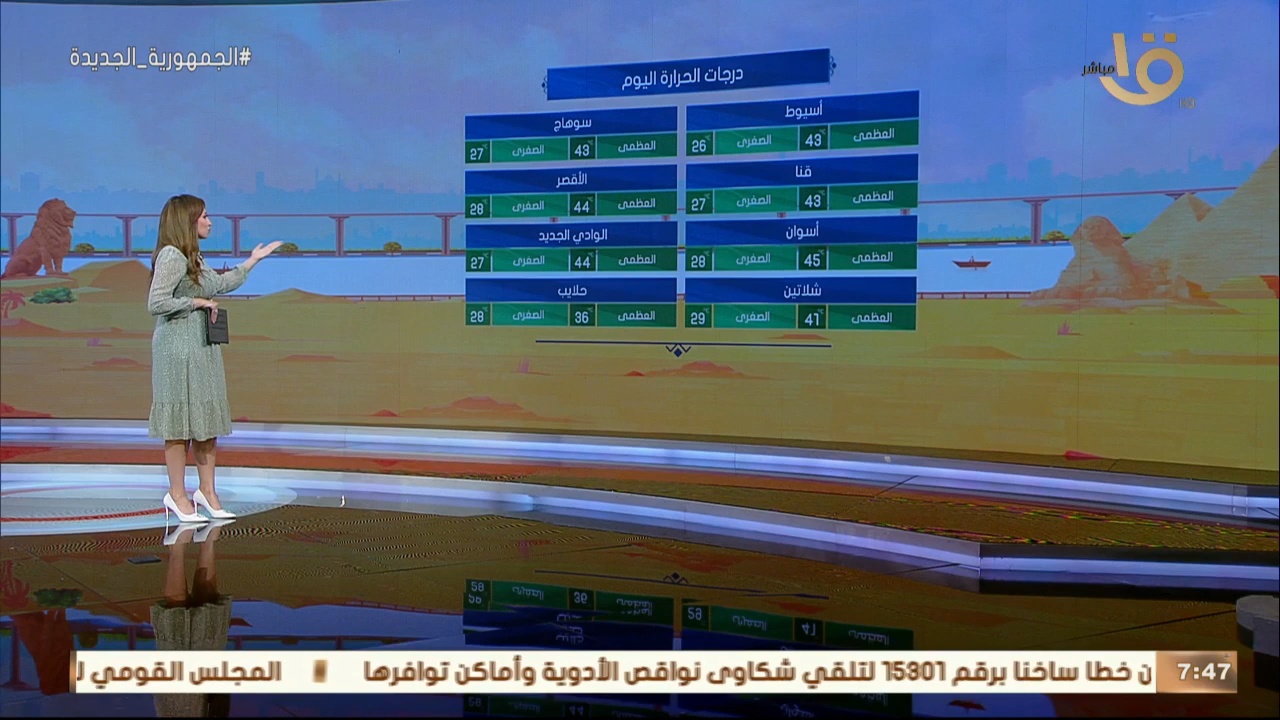 #الجمهورية_الجديدة
مباشر
درجات الحرارة اليوم
أسيوط
العظمى 43 الصغرى 26
سوهاج
العظمى 43 الصغرى 27
قنا
العظمى 43 الصغرى 27
الأقصر
العظمى 44 الصغرى 28
أسوان
العظمى 45 الصغرى 28
الوادي الجديد
العظمى 44 الصغرى 27
شلاتين
العظمى 41 الصغرى 29
حلايب
العظمى 36 الصغرى 28
7:47
ن خطا ساخنا برقم 15301 لتلقي شكاوى نواقص الأدوية وأماكن توافرها
المجلس القومي ل